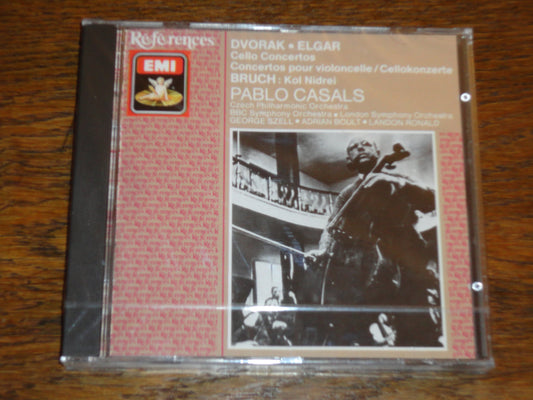 Références
EMI
DVORAK • ELGAR
Cello Concertos
Concertos pour violoncelle / Cellokonzerte
BRUCH : Kol Nidrei
PABLO CASALS
Czech Philharmonic Orchestra
BBC Symphony Orchestra • London Symphony Orchestra
GEORGE SZELL • ADRIAN BOULT • LANDON RONALD